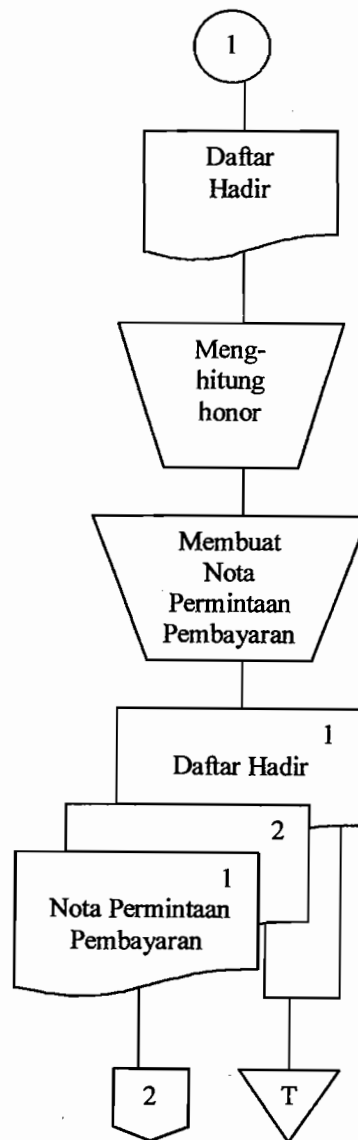 1
Daftar
Hadir
Meng-
hitung
honor
Membuat
Nota
Permintaan
Pembayaran
1
Daftar Hadir
2
1
Nota Permintaan
Pembayaran
2
T